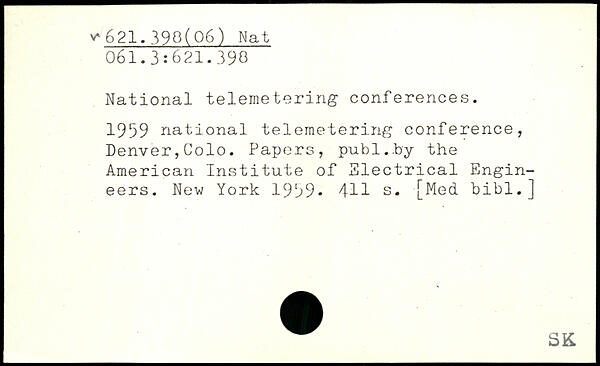 v 621.398(06) Nat
061.3:621.398
National telemetering conferences.
1959 national telemetering conference,
Denver,Colo. Papers, publ.by the
American Institute of Electrical Engin-
eers. New York 1959. 411 s. [Med bibl.]
SK